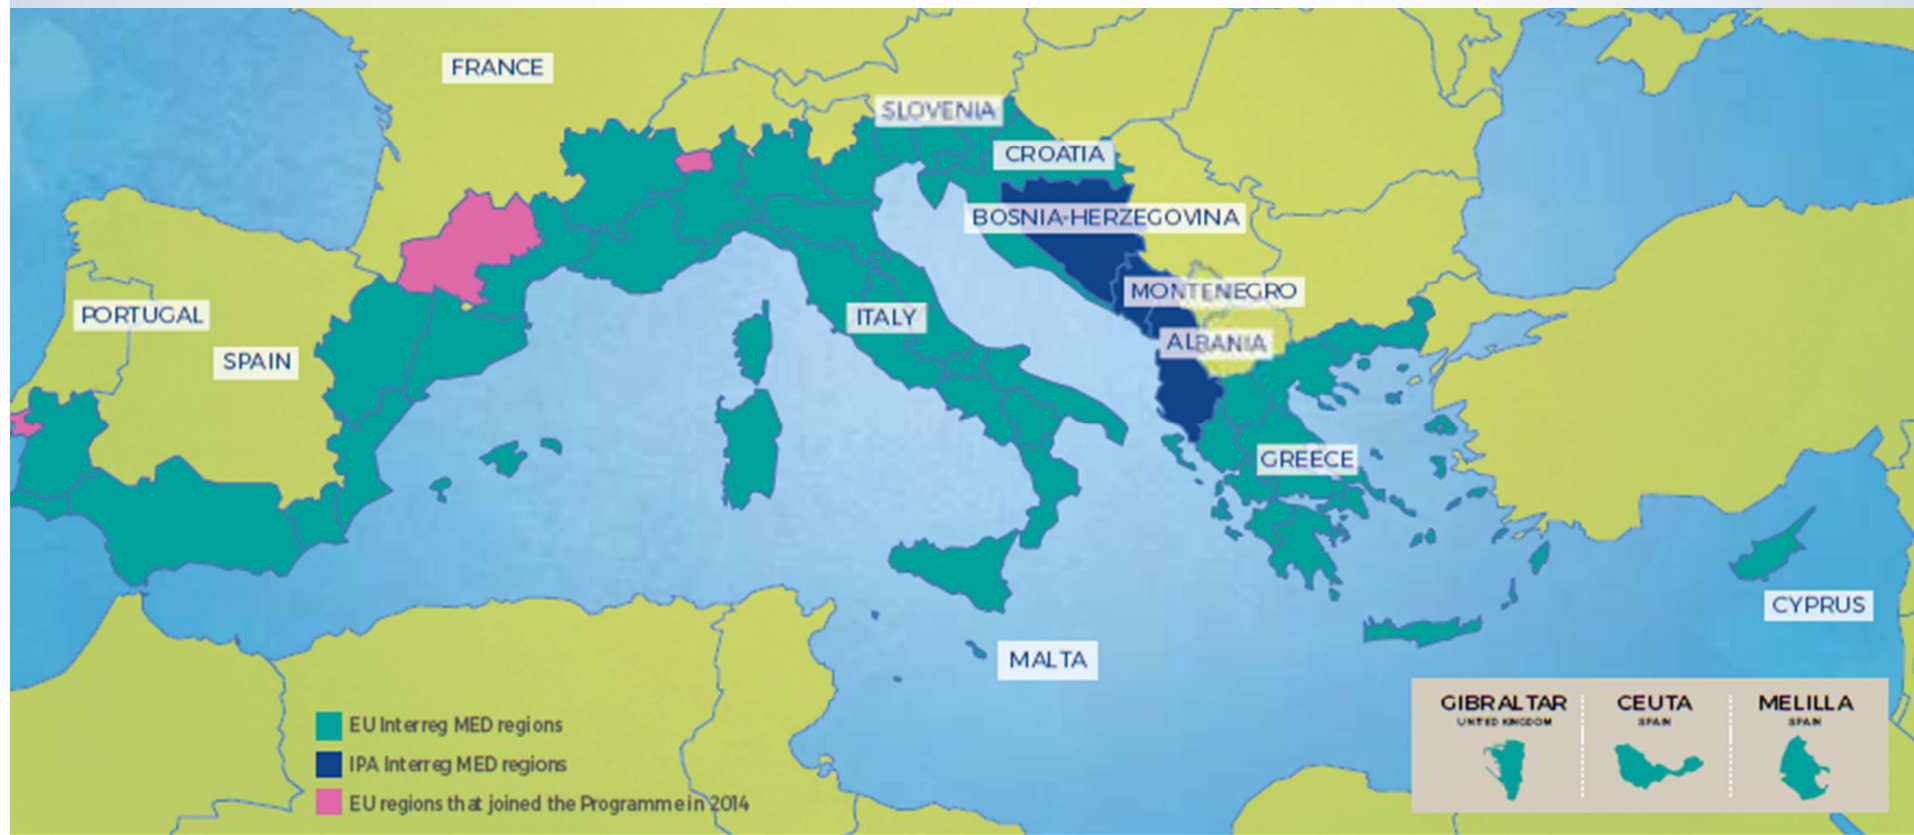 FRANCE
SLOVENIA
CROATIA
BOSNIA-HERZEGOVINA
MONTENEGRO
PORTUGAL
ITALY
ALBANIA
SPAIN
GREECE
CYPRUS
MALTA
EU Interreg MED regions
IPA Interreg MED regions
EU regions that joined the Programme in 2014
GIBRALTAR
UNITED KINGDOM
CEUTA
SPAIN
MELILLA
SPAIN